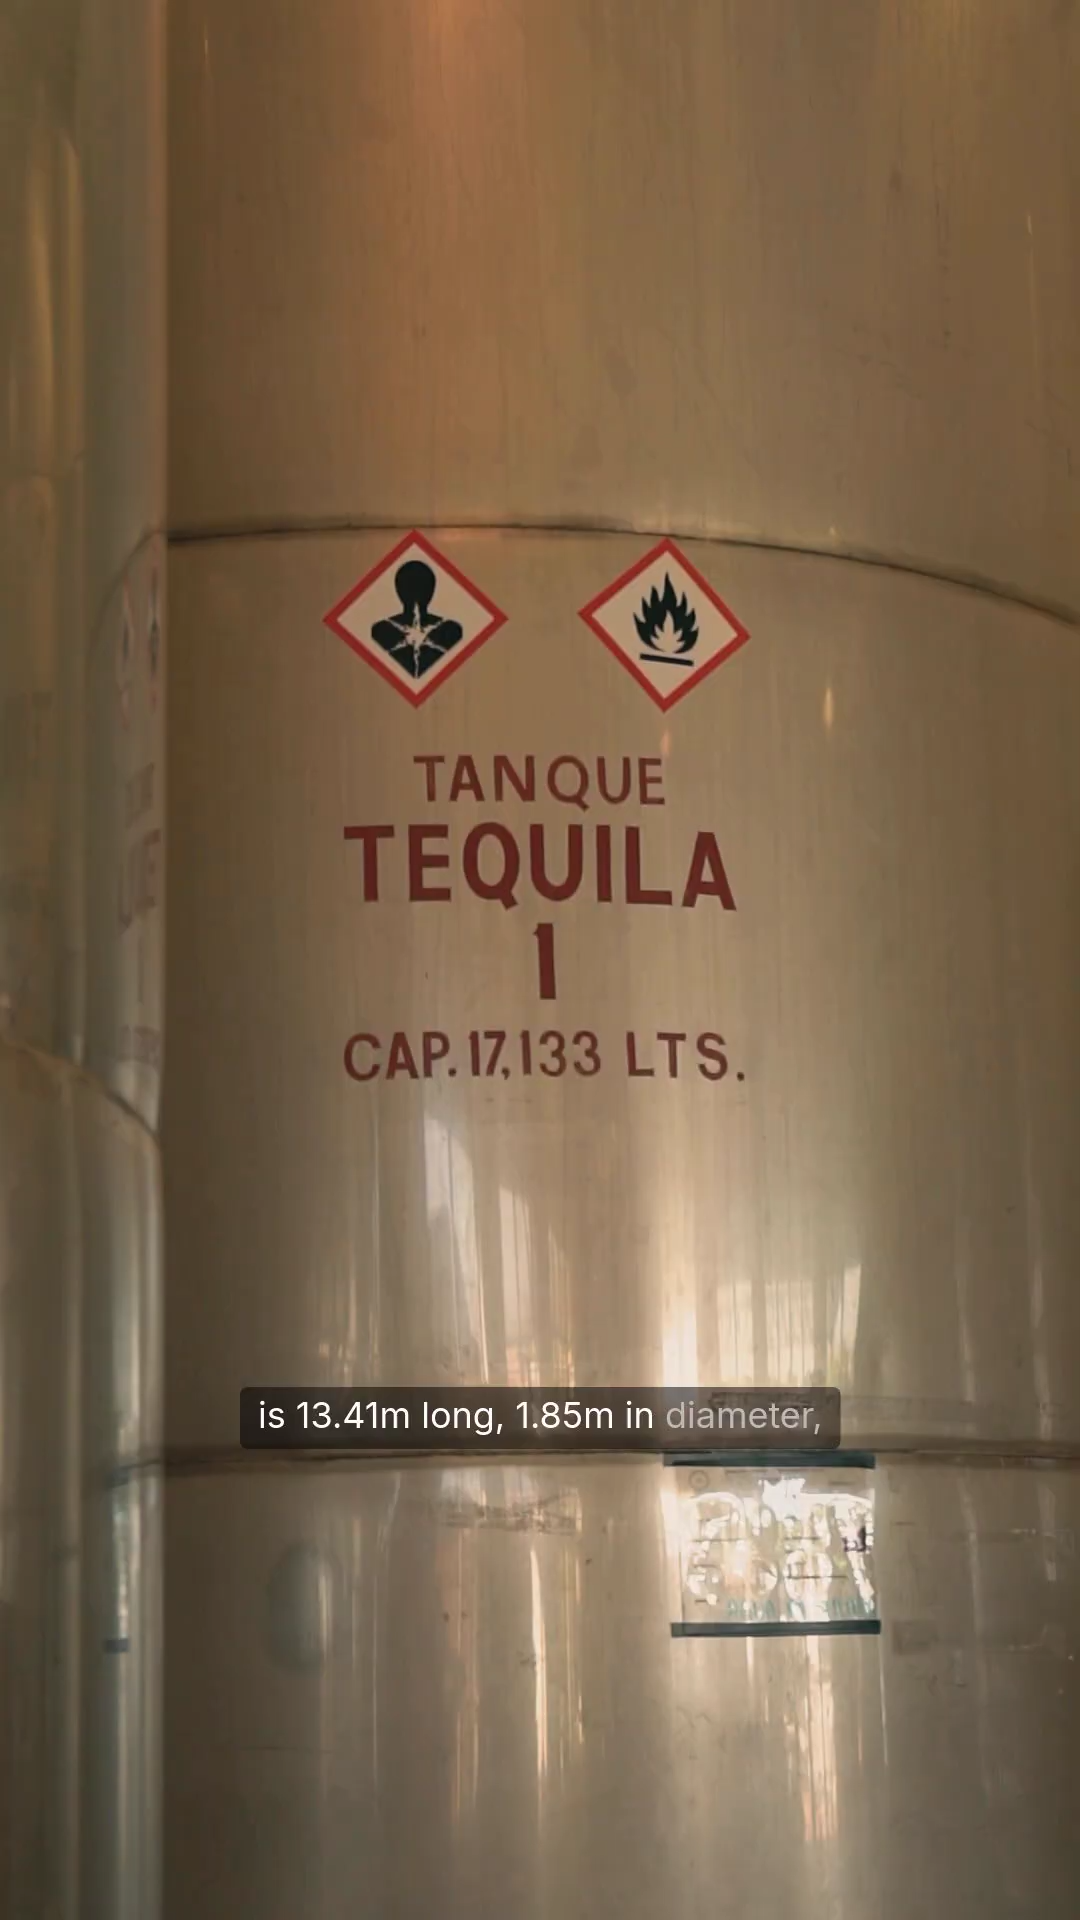 TANQUE
TEQUILA
1
CAP. 17,133 LTS.
is 13.41m long, 1.85m in diameter,